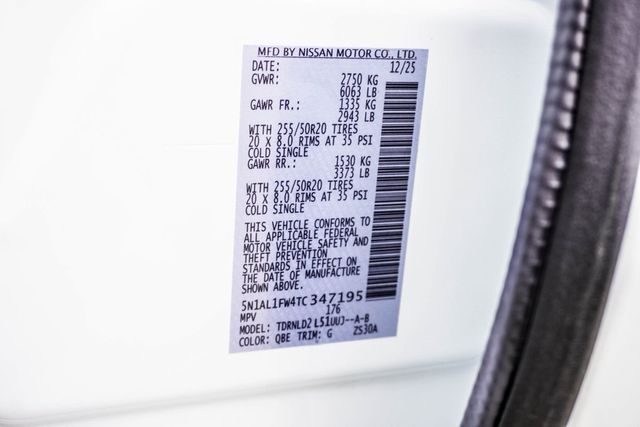 MFD BY NISSAN MOTOR CO., LTD.
DATE: 12/25
GVWR: 2750 KG
6063 LB
GAWR FR.: 1335 KG
2943 LB
WITH 255/50R20 TIRES
20 X 8.0 RIMS AT 35 PSI
COLD SINGLE
GAWR RR.: 1530 KG
3373 LB
WITH 255/50R20 TIRES
20 X 8.0 RIMS AT 35 PSI
COLD SINGLE
THIS VEHICLE CONFORMS TO
ALL APPLICABLE FEDERAL
MOTOR VEHICLE SAFETY AND
THEFT PREVENTION
STANDARDS IN EFFECT ON
THE DATE OF MANUFACTURE
SHOWN ABOVE.
5N1AL1FW4TC347195
MPV 176
MODEL: TDRNLD2 L51UUJ--A-B
COLOR: QBE TRIM: G ZS30A